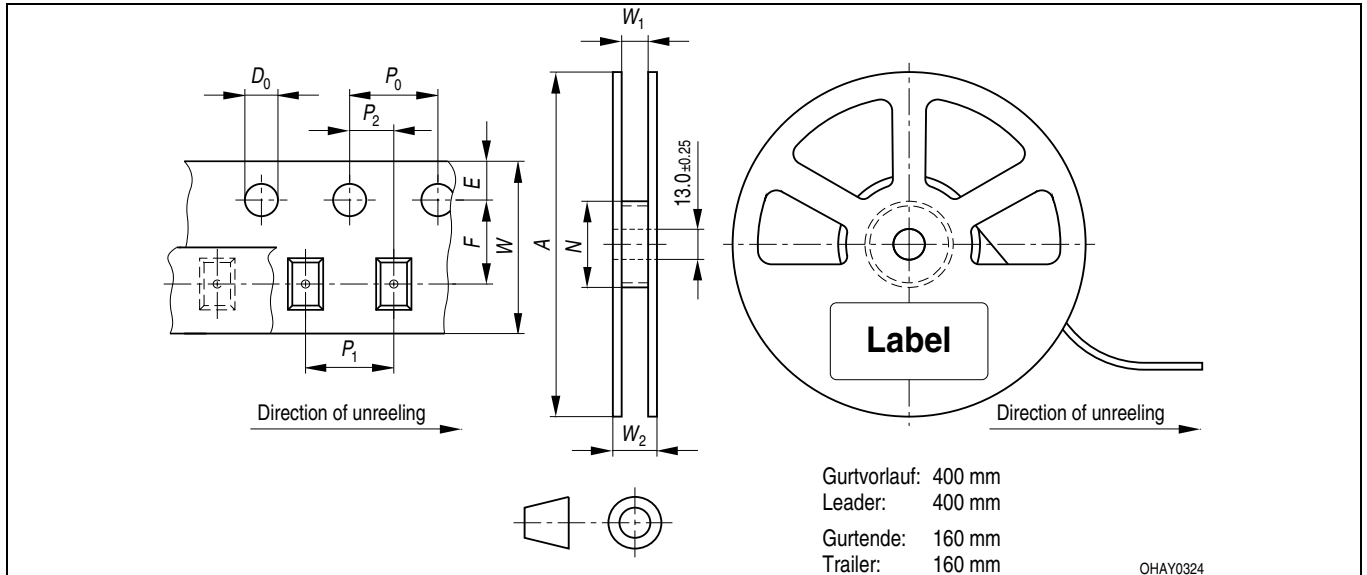 W1
D0
P0
P2
E
F
W
A
N
13.0±0.25
Label
P1
Direction of unreeling
Direction of unreeling
W2
Gurtvorlauf: 400 mm
Leader: 400 mm
Gurtende: 160 mm
Trailer: 160 mm
OHAY0324